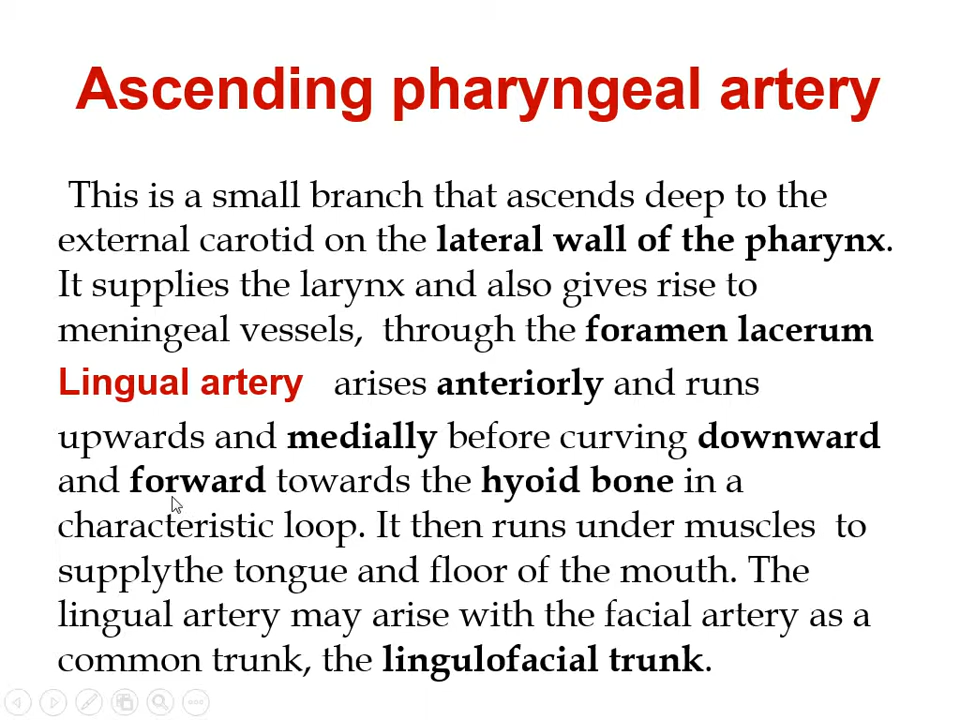 Ascending pharyngeal artery
This is a small branch that ascends deep to the
external carotid on the lateral wall of the pharynx.
It supplies the larynx and also gives rise to
meningeal vessels, through the foramen lacerum
Lingual artery arises anteriorly and runs
upwards and medially before curving downward
and forward towards the hyoid bone in a
characteristic loop. It then runs under muscles to
supplythe tongue and floor of the mouth. The
lingual artery may arise with the facial artery as a
common trunk, the lingulofacial trunk.